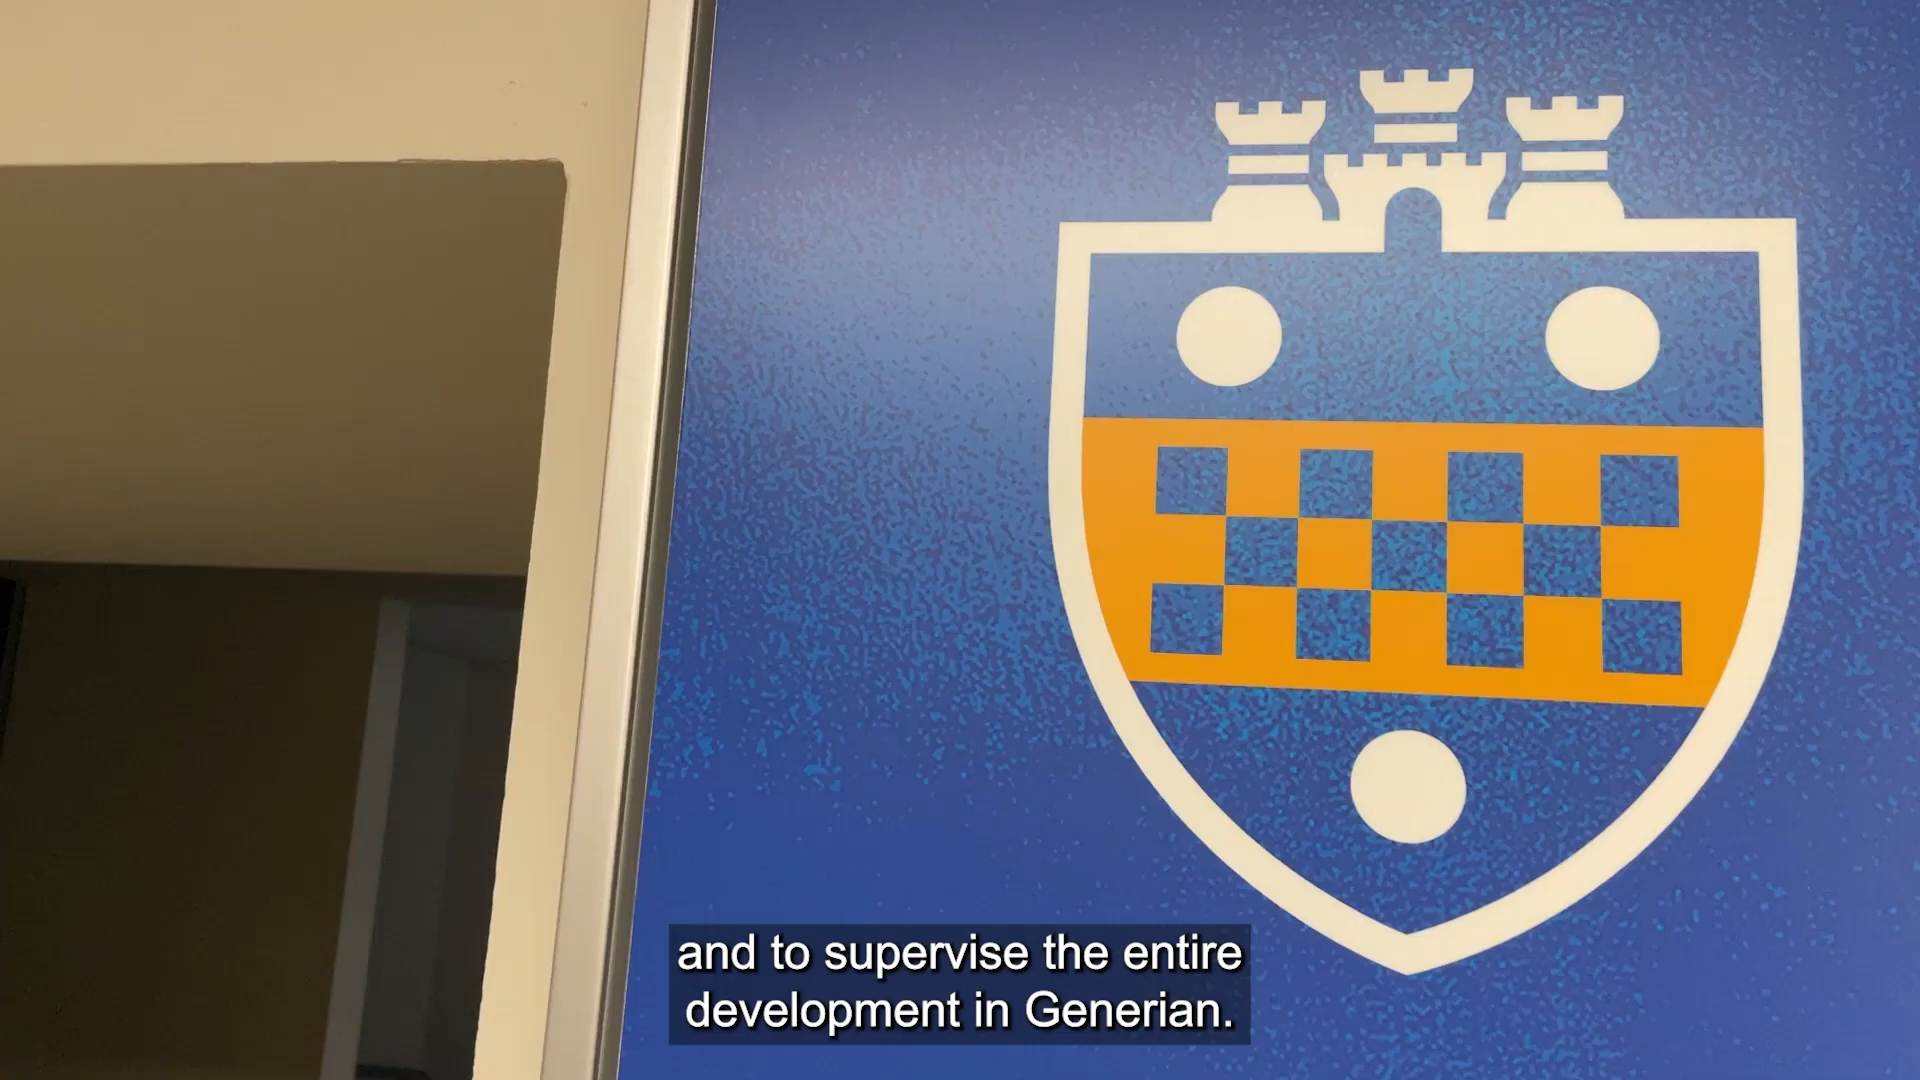 and to supervise the entire
development in Generian.